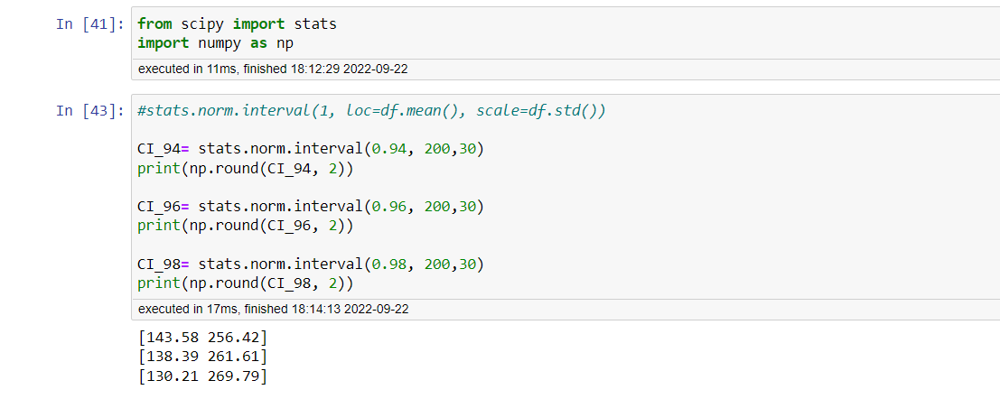 In [41]: from scipy import stats
import numpy as np
executed in 11ms, finished 18:12:29 2022-09-22
In [43]: #stats.norm.interval(1, loc=df.mean(), scale=df.std())
CI_94= stats.norm.interval(0.94, 200,30)
print(np.round(CI_94, 2))
CI_96= stats.norm.interval(0.96, 200,30)
print(np.round(CI_96, 2))
CI_98= stats.norm.interval(0.98, 200,30)
print(np.round(CI_98, 2))
executed in 17ms, finished 18:14:13 2022-09-22
[143.58 256.42]
[138.39 261.61]
[130.21 269.79]